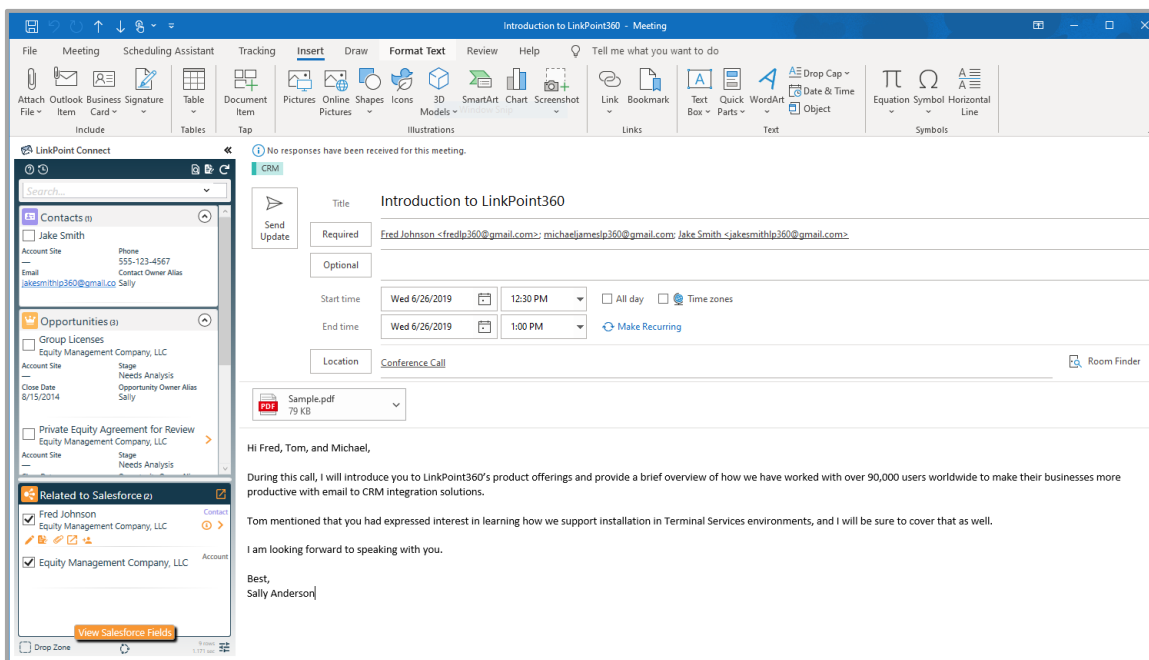 Introduction to LinkPoint360 - Meeting
File Meeting Scheduling Assistant Tracking Insert Draw Format Text Review Help Tell me what you want to do
Attach File Outlook Item Business Card Signature
Table
Document Item
Pictures Online Pictures Shapes Icons 3D Models SmartArt Chart Screenshot
Link Bookmark
Text Box Quick Parts WordArt Drop Cap Date & Time Object
Equation Symbol Horizontal Line
Include Tables Tap Illustrations Links Text Symbols
LinkPoint Connect
Search...
Contacts (1)
Jake Smith
Account Site Phone
— 555-123-4567
Email Contact Owner Alias
jakesmithlp360@gmail.co Sally
Opportunities (3)
Group Licenses
Equity Management Company, LLC
Account Site Stage
— Needs Analysis
Close Date Opportunity Owner Alias
8/15/2014 Sally
Private Equity Agreement for Review
Equity Management Company, LLC
Account Site Stage
— Needs Analysis
Related to Salesforce (2)
Fred Johnson Contact
Equity Management Company, LLC
Equity Management Company, LLC Account
View Salesforce Fields
Drop Zone
No responses have been received for this meeting.
CRM
Send Update
Title Introduction to LinkPoint360
Required Fred Johnson <fredlp360@gmail.com>; michaeljameslp360@gmail.com; Jake Smith <jakesmithlp360@gmail.com>
Optional
Start time Wed 6/26/2019 12:30 PM All day Time zones
End time Wed 6/26/2019 1:00 PM Make Recurring
Location Conference Call Room Finder
PDF Sample.pdf
79 KB
Hi Fred, Tom, and Michael,
During this call, I will introduce you to LinkPoint360's product offerings and provide a brief overview of how we have worked with over 90,000 users worldwide to make their businesses more
productive with email to CRM integration solutions.
Tom mentioned that you had expressed interest in learning how we support installation in Terminal Services environments, and I will be sure to cover that as well.
I am looking forward to speaking with you.
Best,
Sally Anderson